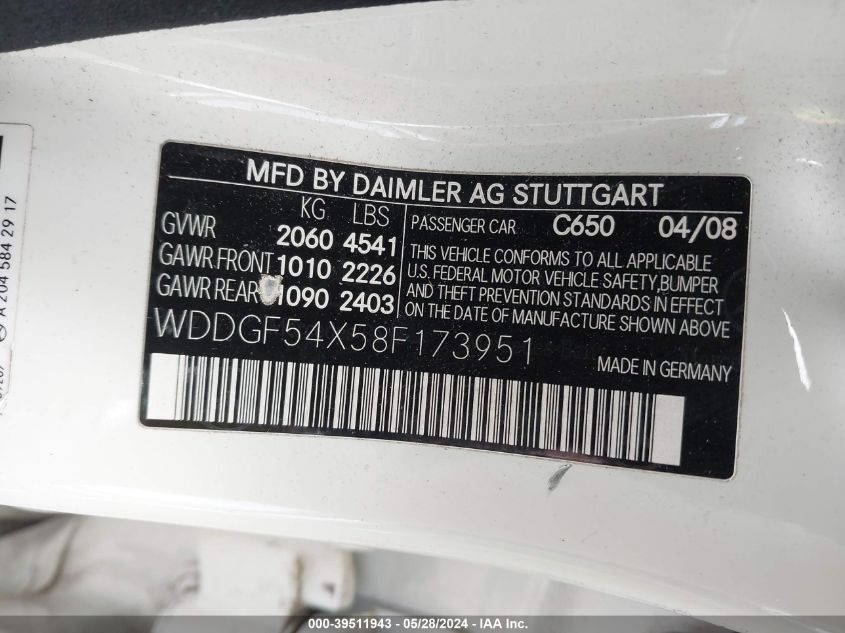 MFD BY DAIMLER AG STUTTGART
KG LBS
GVWR 2060 4541
GAWR FRONT 1010 2226
GAWR REAR 1090 2403
PASSENGER CAR C650 04/08
THIS VEHICLE CONFORMS TO ALL APPLICABLE
U.S. FEDERAL MOTOR VEHICLE SAFETY,BUMPER
AND THEFT PREVENTION STANDARDS IN EFFECT
ON THE DATE OF MANUFACTURE SHOWN ABOVE
WDDGF54X58F173951
MADE IN GERMANY
A 204 584 29 17
000-39511943 / 05/28/2024 - IAA Inc.